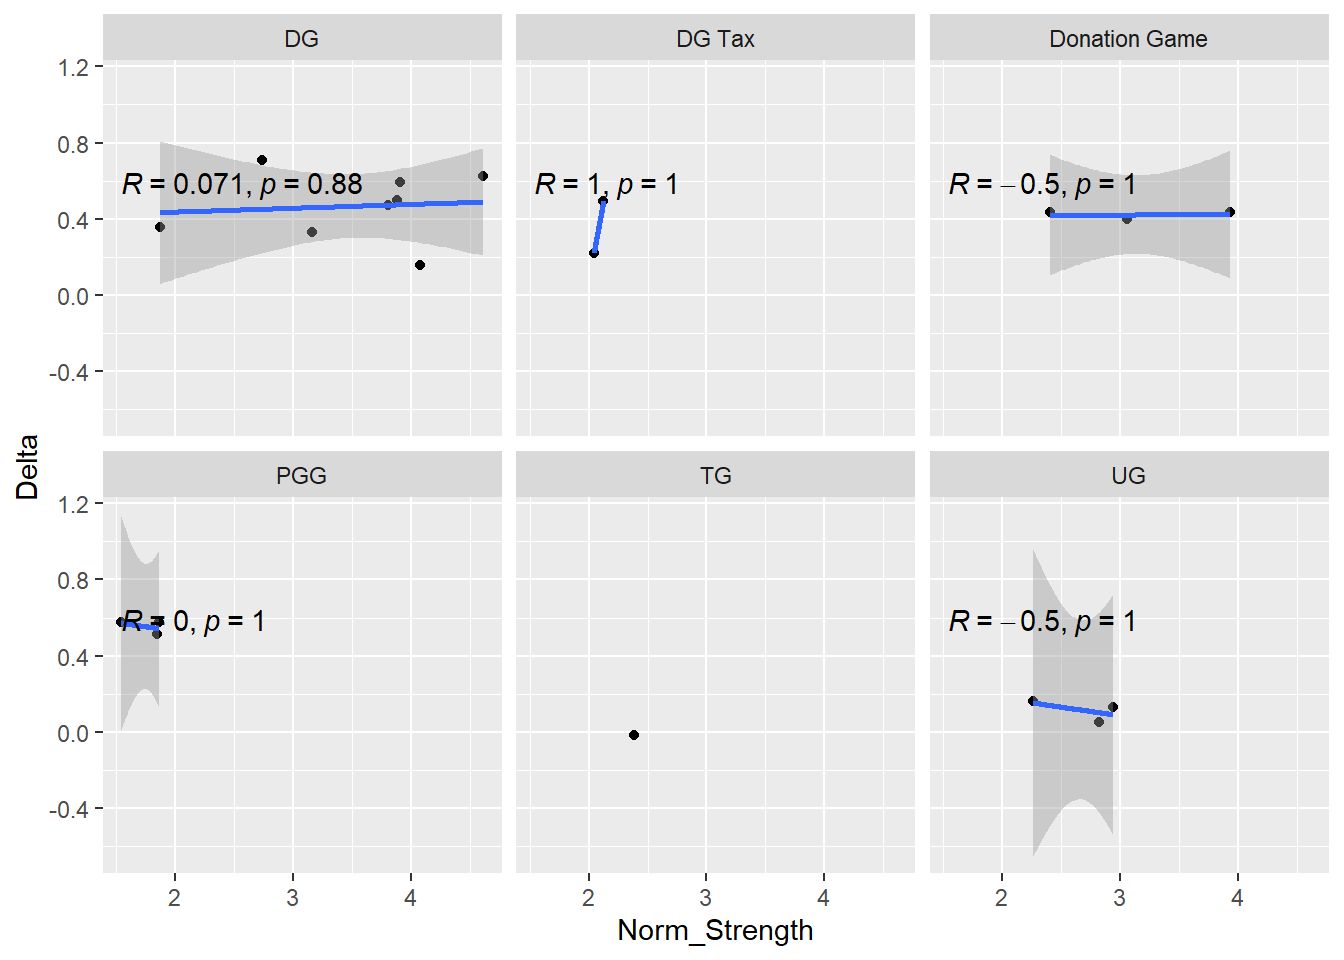 DG
DG Tax
Donation Game
1.2
0.8
0.4
0.0
-0.4
R = 0.071, p = 0.88
R = 1, p = 1
R = −0.5, p = 1
Delta
PGG
TG
UG
1.2
0.8
0.4
0.0
-0.4
R = 0, p = 1
R = −0.5, p = 1
2 3 4
2 3 4
2 3 4
Norm_Strength